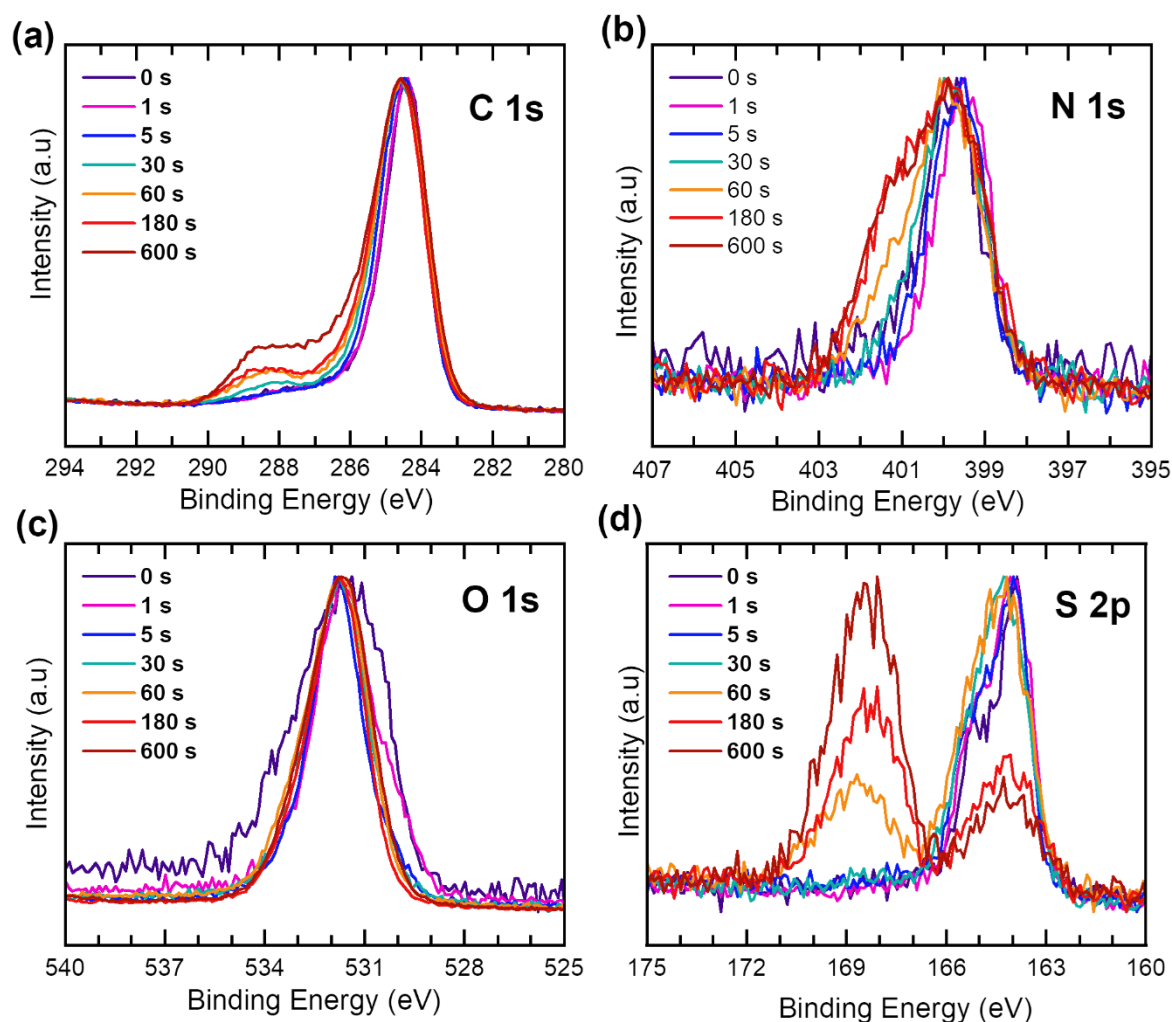 (a)
C 1s
0 s
1 s
5 s
30 s
60 s
180 s
600 s
Intensity (a.u)
294 292 290 288 286 284 282 280
Binding Energy (eV)
(b)
N 1s
0 s
1 s
5 s
30 s
60 s
180 s
600 s
Intensity (a.u)
407 405 403 401 399 397 395
Binding Energy (eV)
(c)
O 1s
0 s
1 s
5 s
30 s
60 s
180 s
600 s
Intensity (a.u)
540 537 534 531 528 525
Binding Energy (eV)
(d)
S 2p
0 s
1 s
5 s
30 s
60 s
180 s
600 s
Intensity (a.u)
175 172 169 166 163 160
Binding Energy (eV)